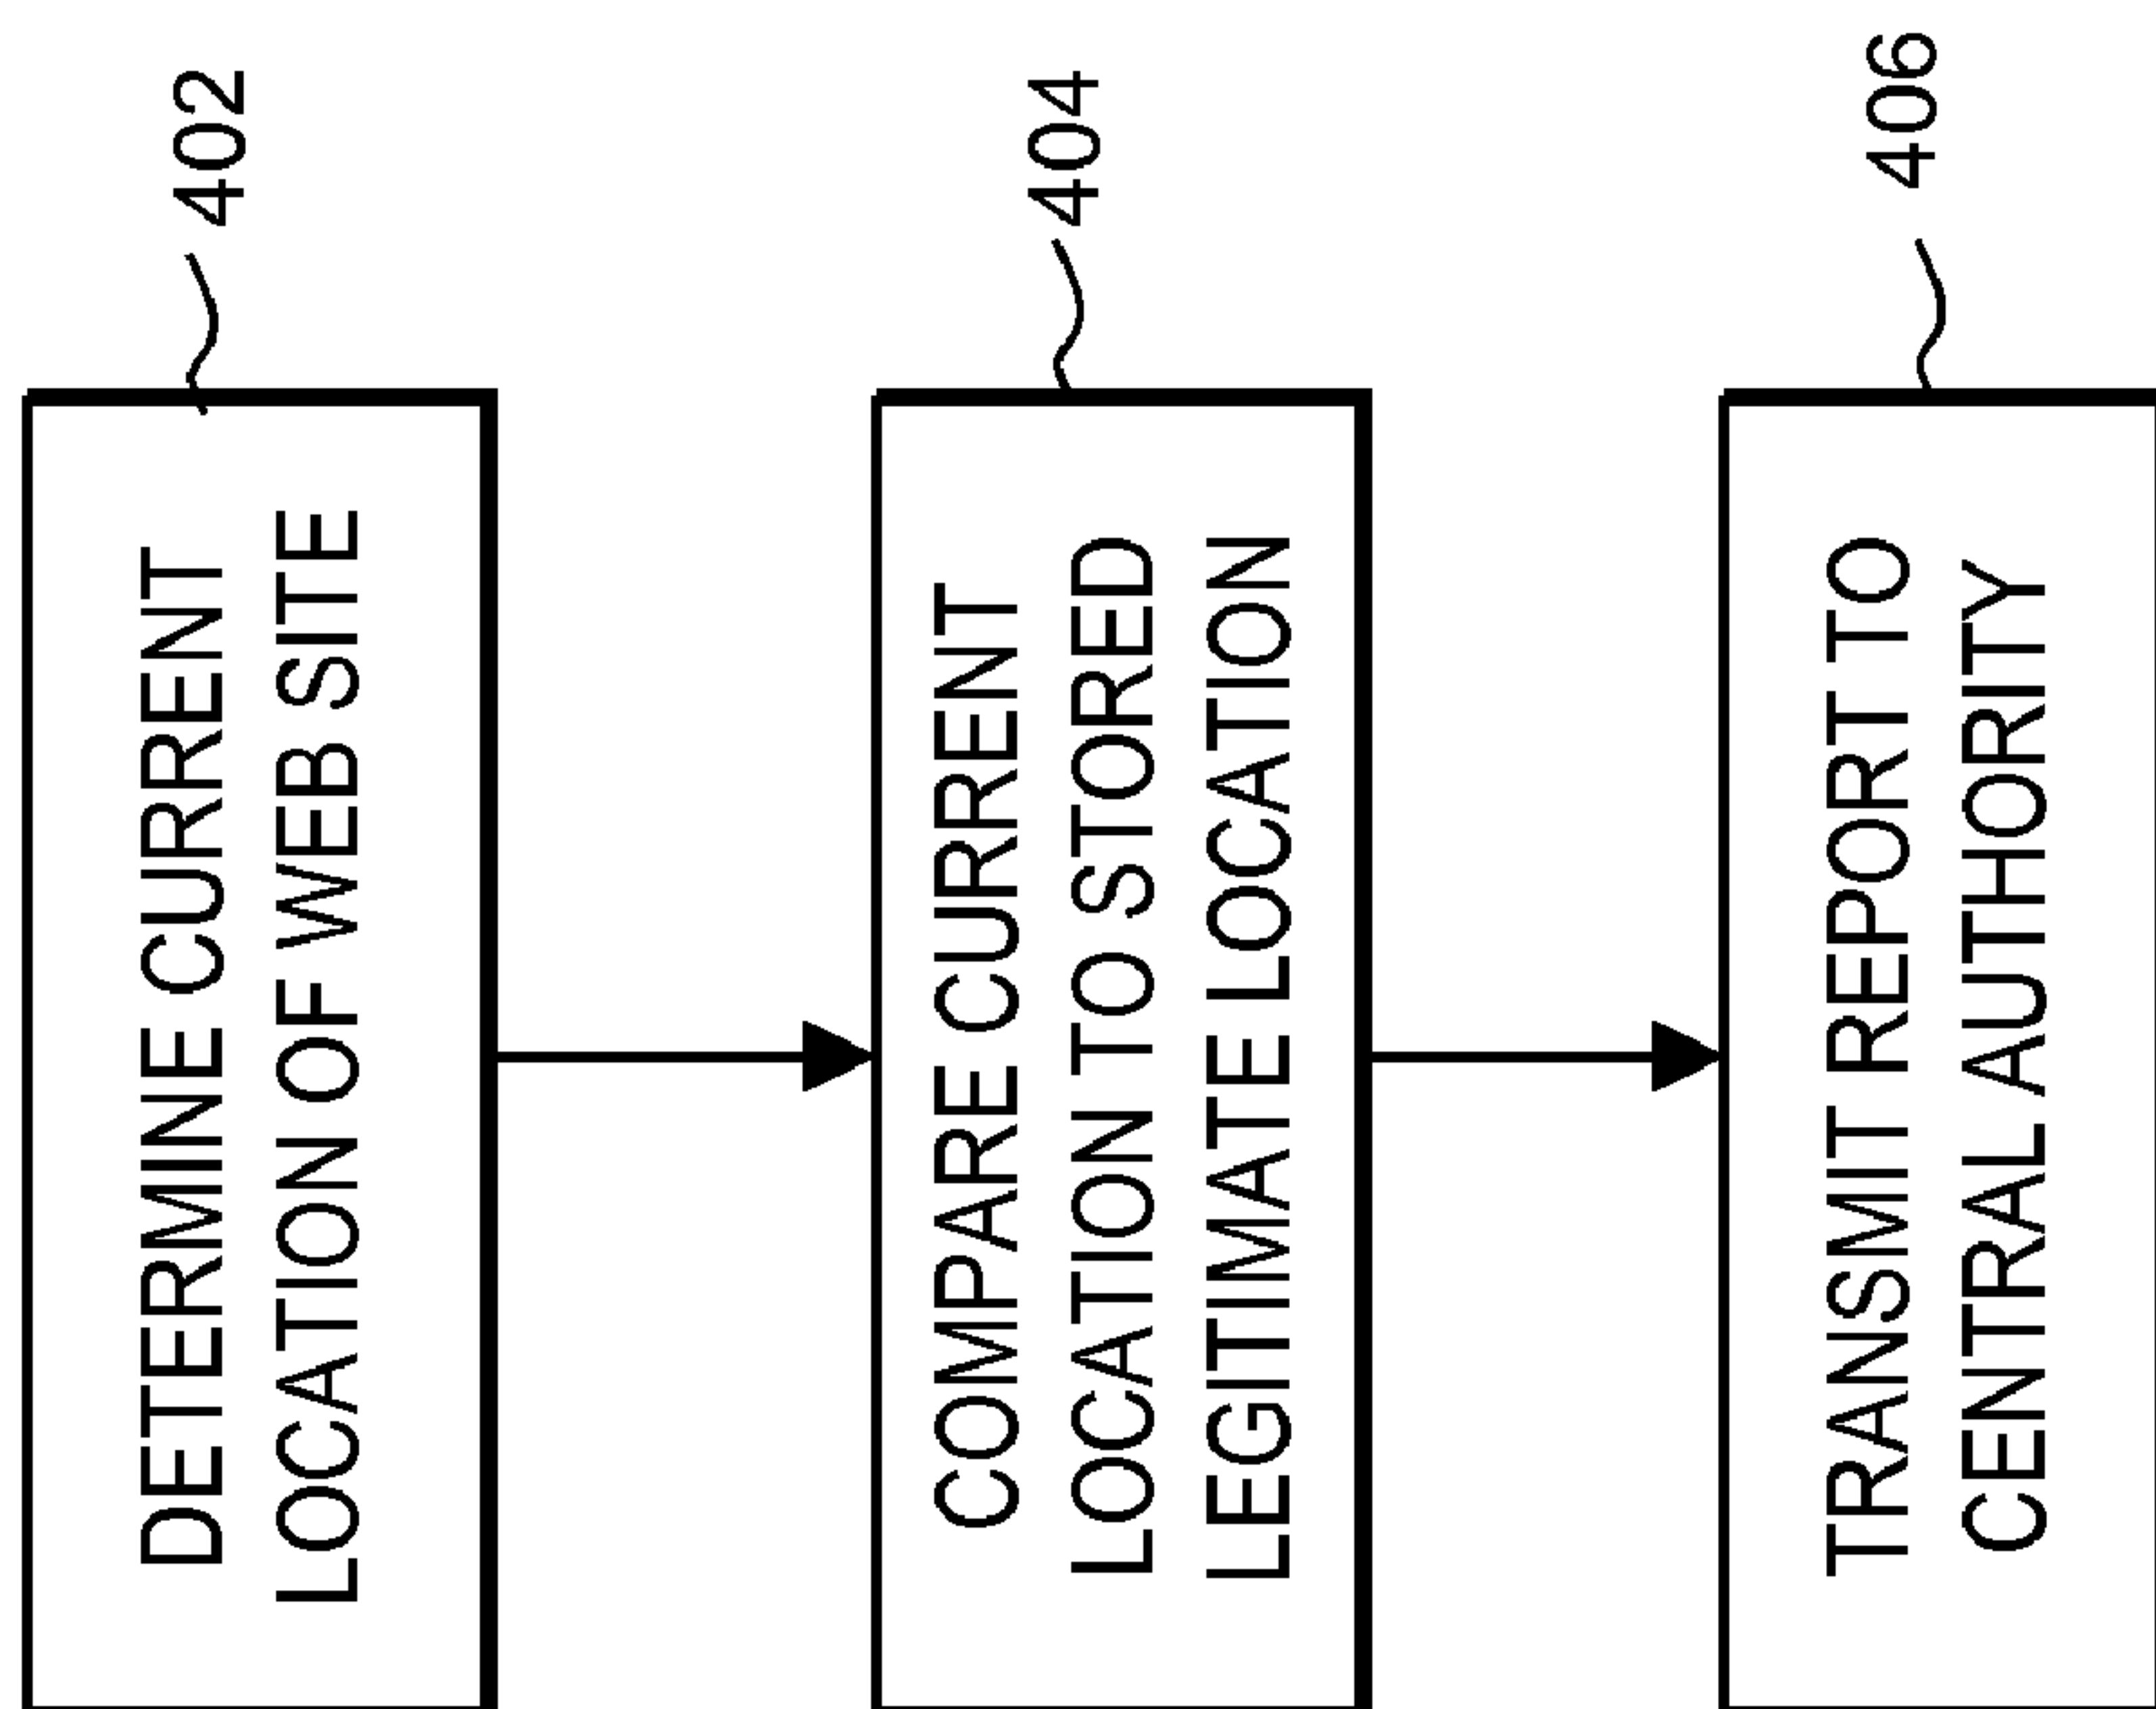 402
DETERMINE CURRENT
LOCATION OF WEB SITE
404
COMPARE CURRENT
LOCATION TO STORED
LEGITIMATE LOCATION
406
TRANSMIT REPORT TO
CENTRAL AUTHORITY